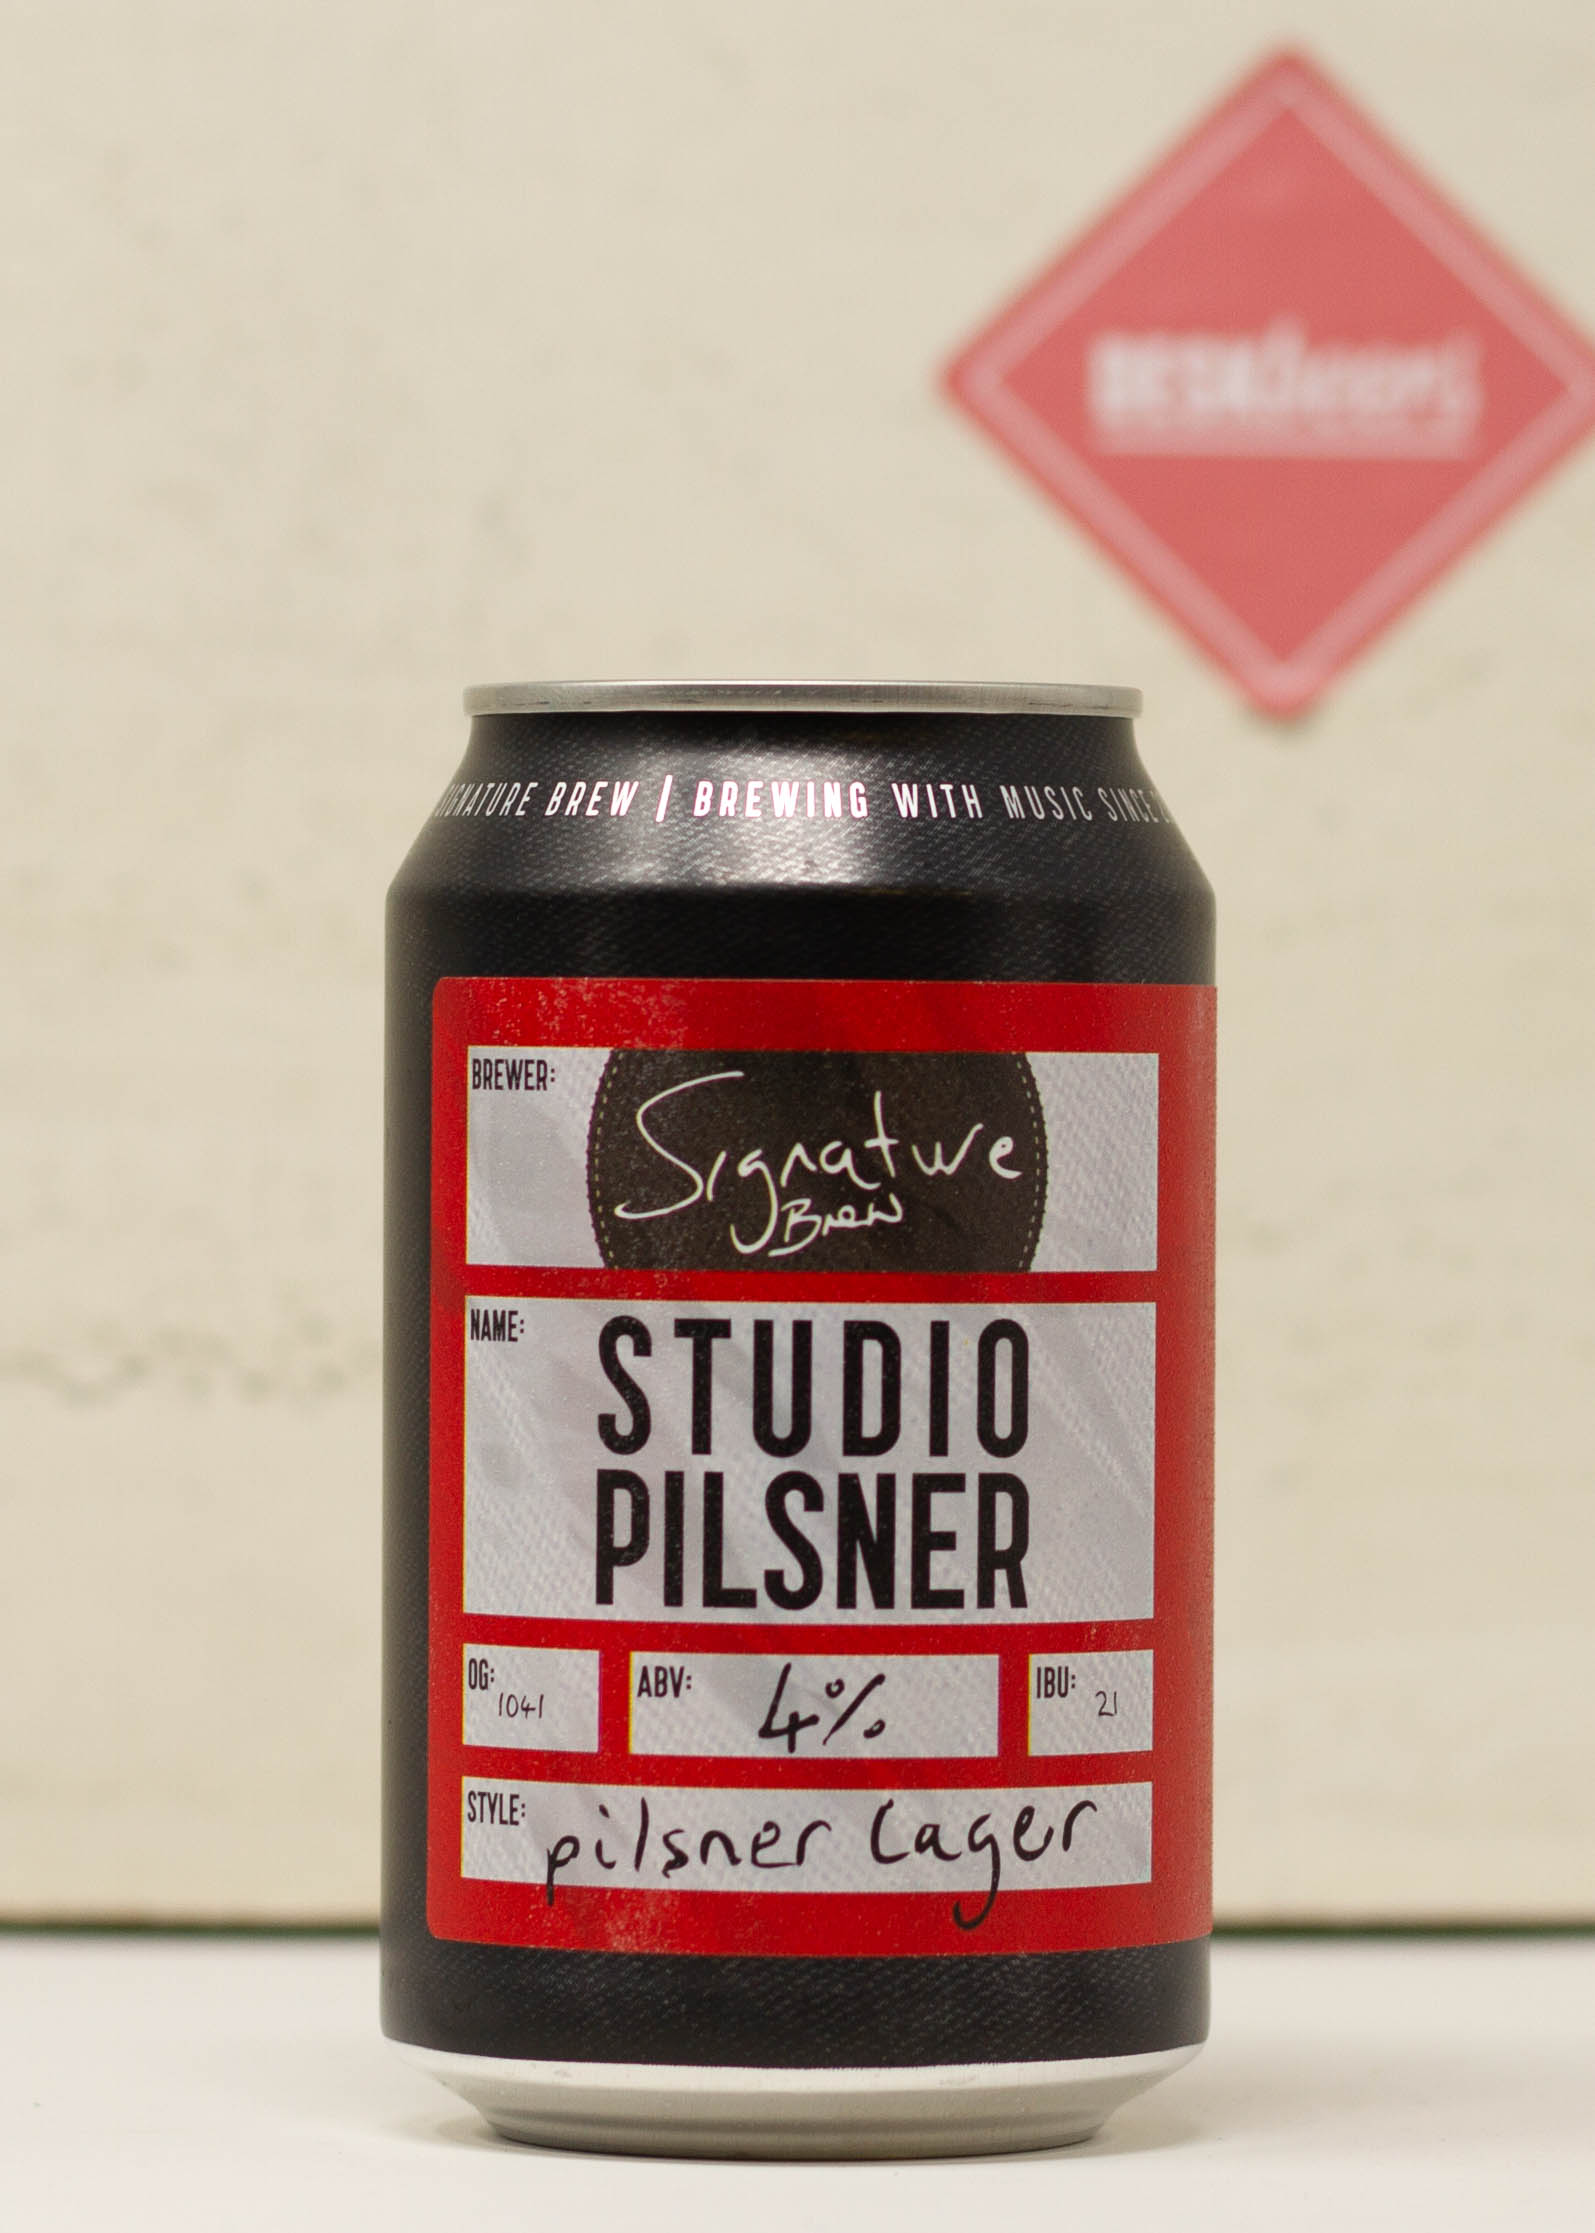 DESKbeers
SIGNATURE BREW | BREWING WITH MUSIC SINCE
BREWER:
Signature
Brew
NAME:
STUDIO
PILSNER
OG: 1041
ABV: 4%
IBU: 21
STYLE: pilsner lager